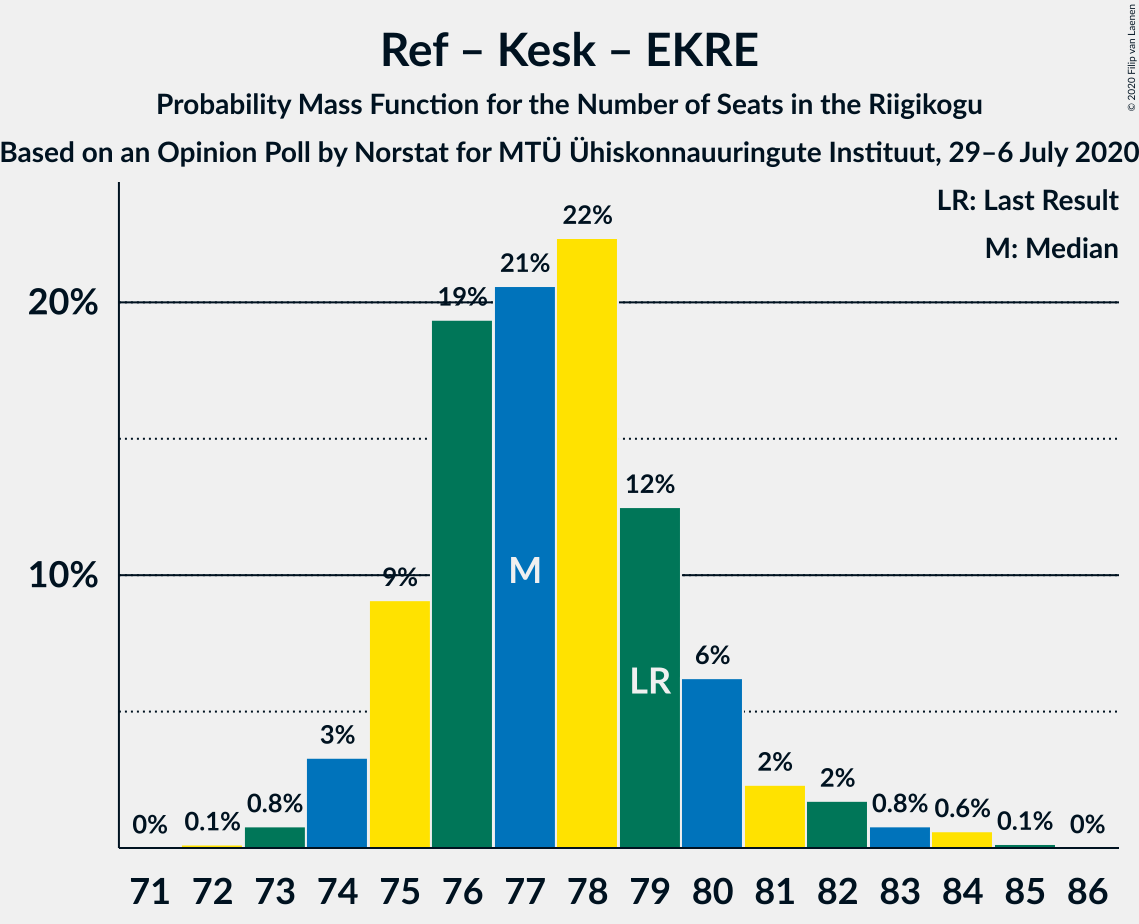 © 2020 Filip van Laenen
Ref – Kesk – EKRE
Probability Mass Function for the Number of Seats in the Riigikogu
Based on an Opinion Poll by Norstat for MTÜ Ühiskonnauuringute Instituut, 29–6 July 2020
LR: Last Result
M: Median
20%
10%
0%
0.1%
0.8%
3%
9%
19%
21%
22%
12%
6%
2%
2%
0.8%
0.6%
0.1%
0%
M
LR
71 72 73 74 75 76 77 78 79 80 81 82 83 84 85 86